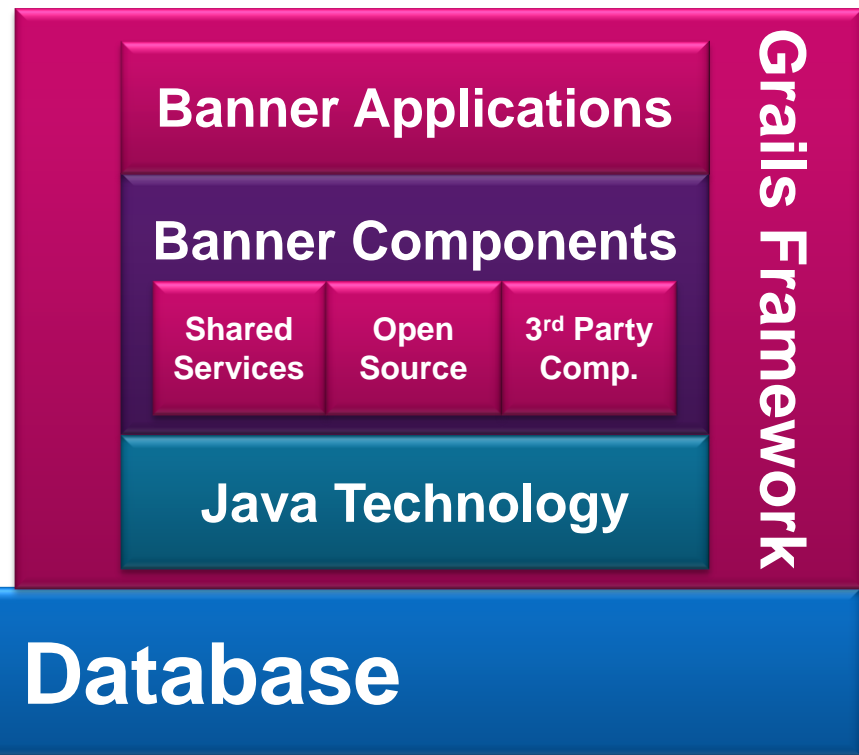 Banner Applications
Banner Components
Shared
Services
Open
Source
3rd Party
Comp.
Java Technology
Grails Framework
Database